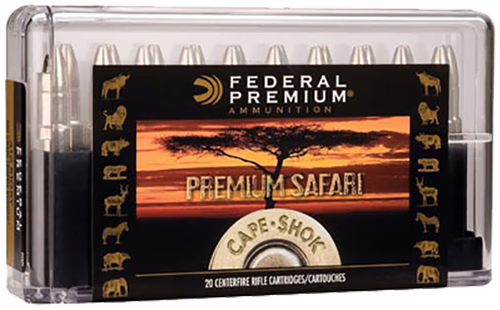 FEDERAL
PREMIUM®
AMMUNITION
PREMIUM SAFARI
CAPE•SHOK
20 CENTERFIRE RIFLE CARTRIDGES/CARTOUCHES